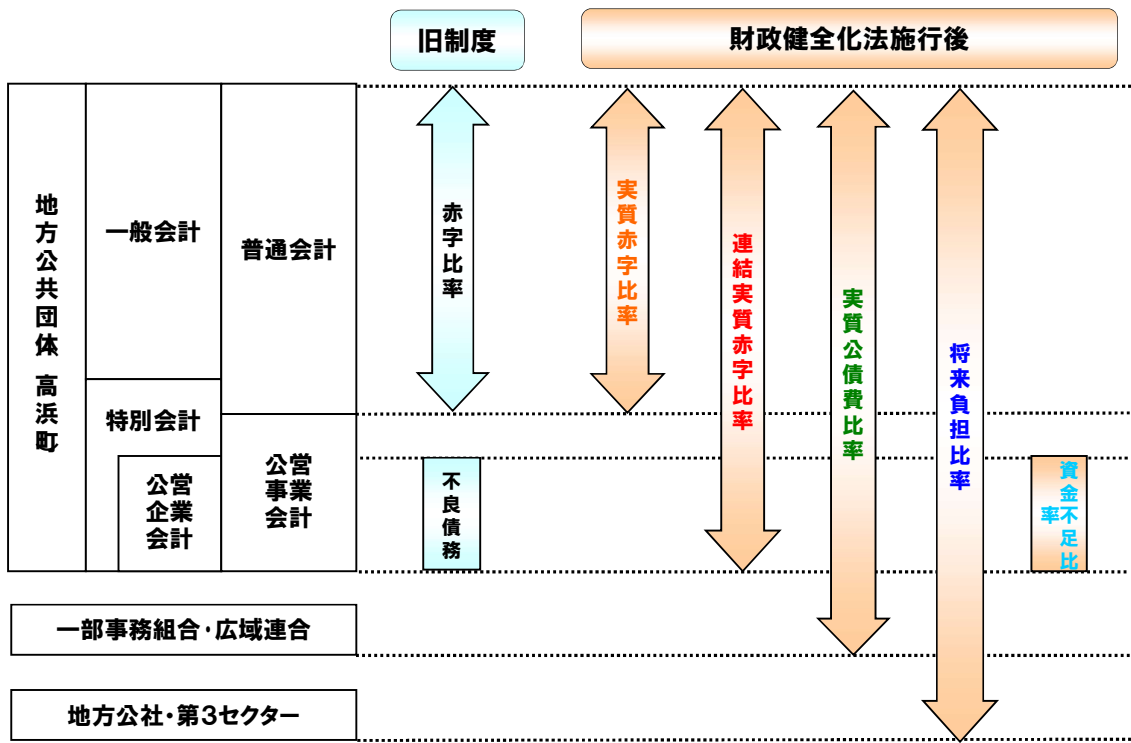 旧制度
財政健全化法施行後
地方公共団体 高浜町
一般会計
普通会計
特別会計
公営
企業
会計
公営
事業
会計
赤字比率
不良債務
実質赤字比率
連結実質赤字比率
実質公債費比率
将来負担比率
資金不足比
率
一部事務組合・広域連合
地方公社・第3セクター